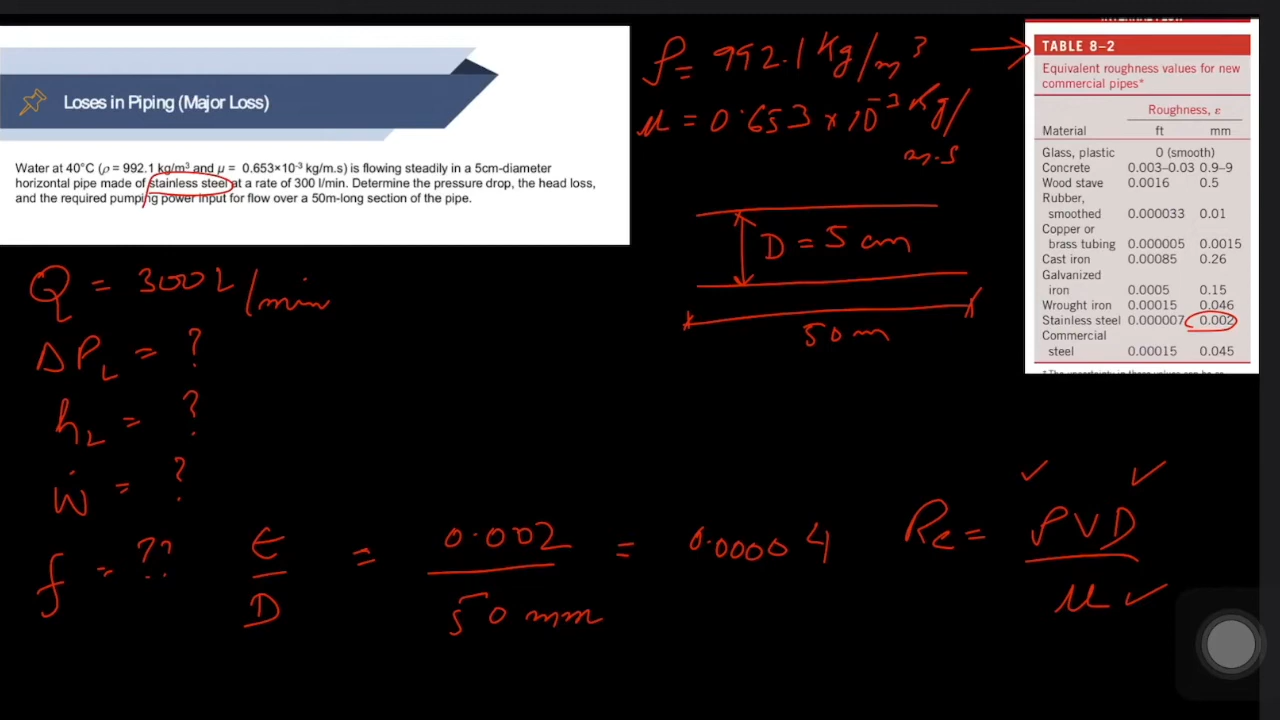 Loses in Piping (Major Loss)
Water at 40°C (ρ = 992.1 kg/m³ and μ = 0.653×10⁻³ kg/m.s) is flowing steadily in a 5cm-diameter
horizontal pipe made of stainless steel at a rate of 300 l/min. Determine the pressure drop, the head loss,
and the required pumping power input for flow over a 50m-long section of the pipe.
ρ = 992.1 Kg/m³
μ = 0.653 × 10⁻³ Kg/
m.s
D = 5 cm
50 m
TABLE 8–2
Equivalent roughness values for new
commercial pipes*
Roughness, ε
Material ft mm
Glass, plastic 0 (smooth)
Concrete 0.003–0.03 0.9–9
Wood stave 0.0016 0.5
Rubber,
smoothed 0.000033 0.01
Copper or
brass tubing 0.000005 0.0015
Cast iron 0.00085 0.26
Galvanized
iron 0.0005 0.15
Wrought iron 0.00015 0.046
Stainless steel 0.000007 0.002
Commercial
steel 0.00015 0.045
Q = 300 L/min
ΔP_L = ?
h_L = ?
Ẇ = ?
f = ??
ε/D = 0.002/50 mm = 0.00004
Re = ρVD/μ